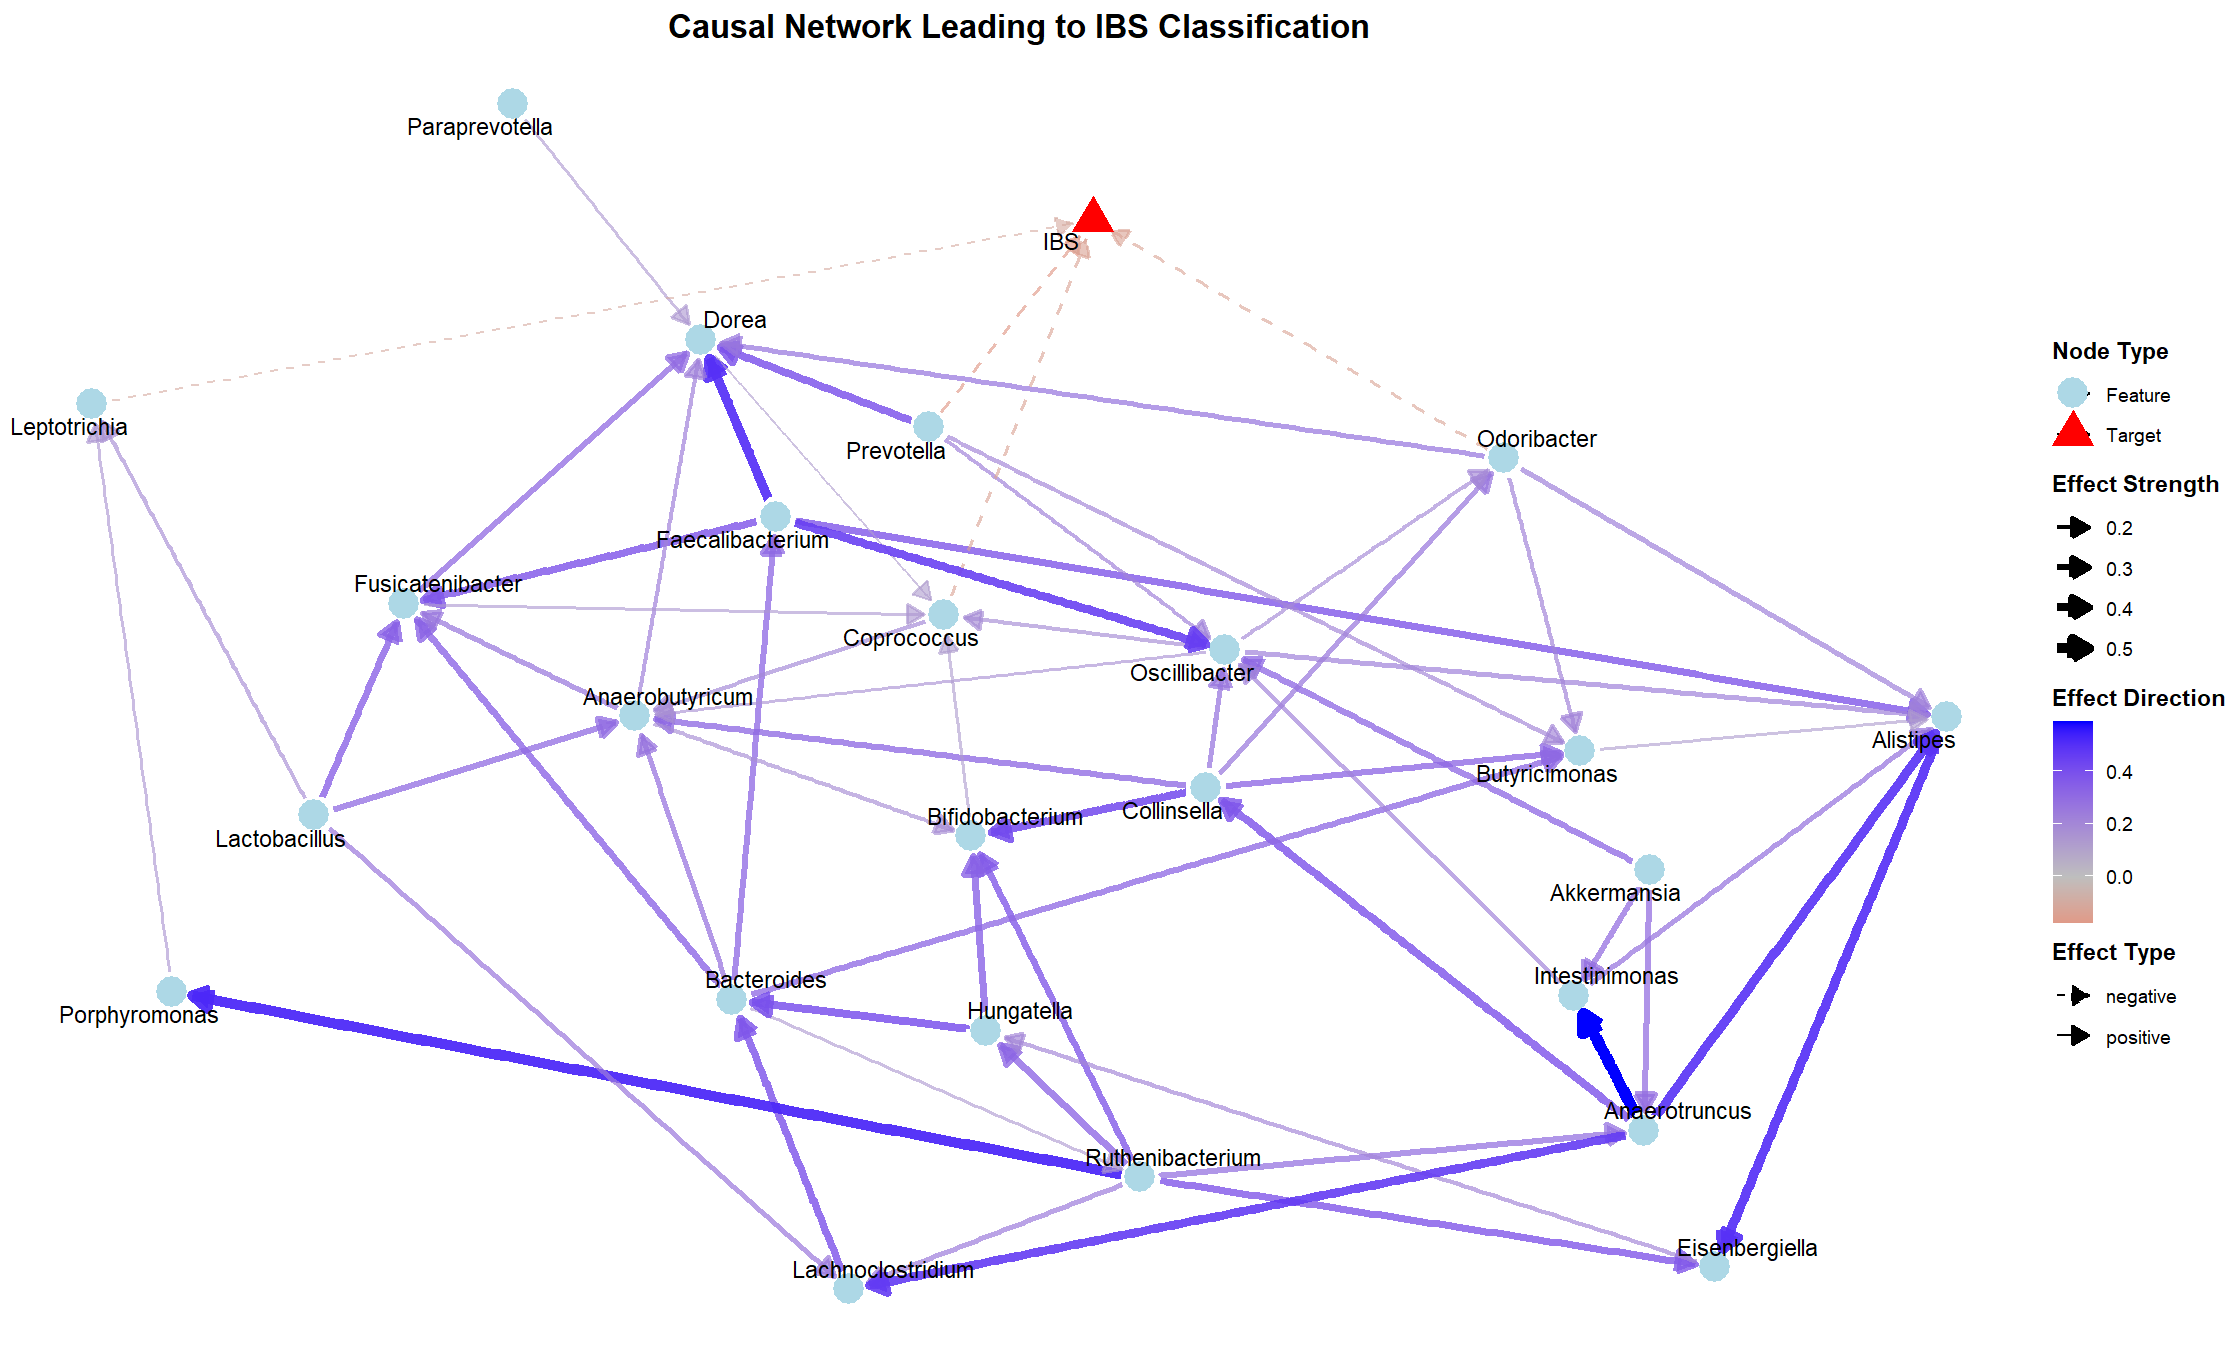 Causal Network Leading to IBS Classification
Paraprevotella
IBS
Dorea
Leptotrichia
Prevotella
Odoribacter
Faecalibacterium
Fusicatenibacter
Coprococcus
Oscillibacter
Anaerobutyricum
Alistipes
Butyricimonas
Bifidobacterium
Collinsella
Lactobacillus
Akkermansia
Intestinimonas
Bacteroides
Hungatella
Porphyromonas
Anaerotruncus
Ruthenibacterium
Eisenbergiella
Lachnoclostridium
Node Type
Feature
Target
Effect Strength
0.2
0.3
0.4
0.5
Effect Direction
0.4
0.2
0.0
Effect Type
negative
positive